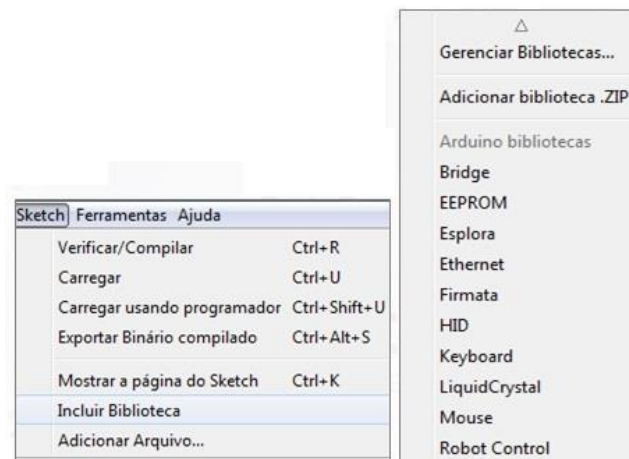 Sketch Ferramentas Ajuda
Verificar/Compilar Ctrl+R
Carregar Ctrl+U
Carregar usando programador Ctrl+Shift+U
Exportar Binário compilado Ctrl+Alt+S
Mostrar a página do Sketch Ctrl+K
Incluir Biblioteca
Adicionar Arquivo...
Gerenciar Bibliotecas...
Adicionar biblioteca .ZIP
Arduino bibliotecas
Bridge
EEPROM
Esplora
Ethernet
Firmata
HID
Keyboard
LiquidCrystal
Mouse
Robot Control